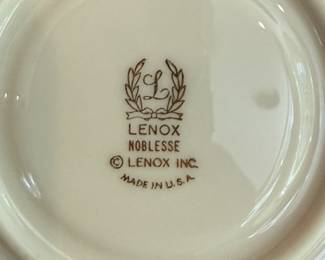 L
LENOX
NOBLESSE
© LENOX INC.
MADE IN U.S.A.